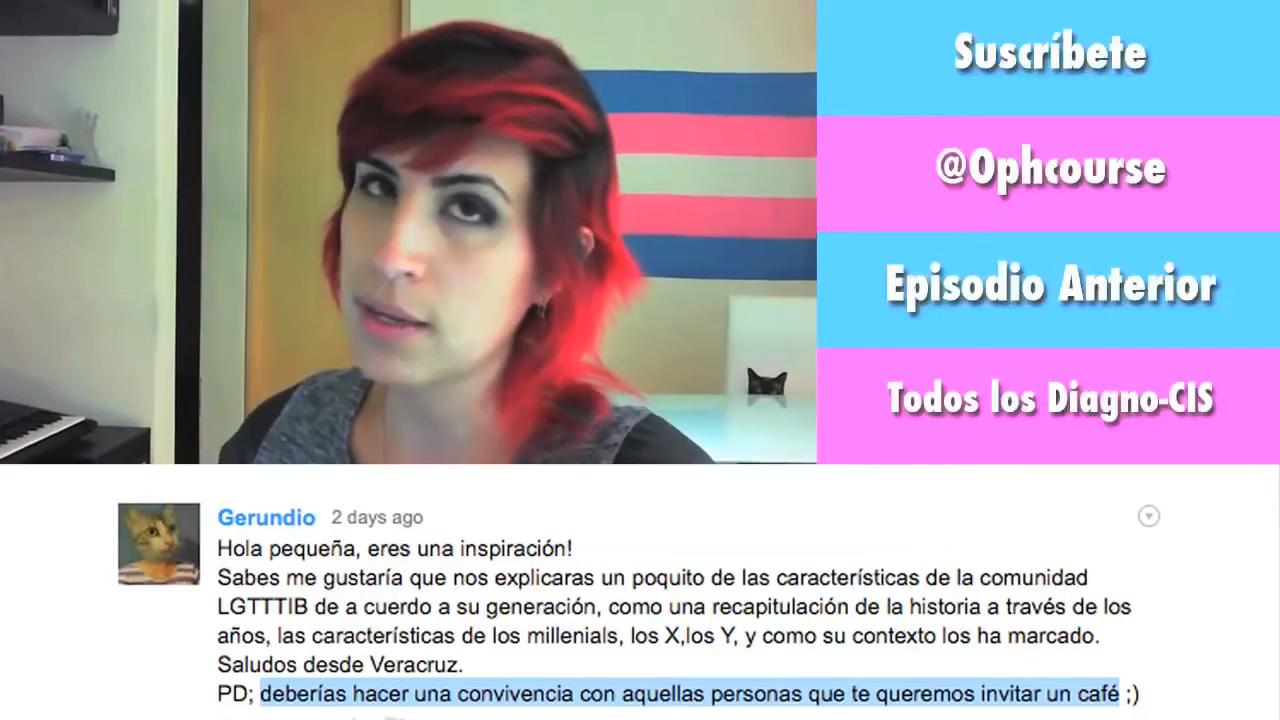 Suscríbete
@Ophcourse
Episodio Anterior
Todos los Diagno-CIS
Gerundio 2 days ago
Hola pequeña, eres una inspiración!
Sabes me gustaría que nos explicaras un poquito de las características de la comunidad
LGTTTIB de a cuerdo a su generación, como una recapitulación de la historia a través de los
años, las características de los millenials, los X,los Y, y como su contexto los ha marcado.
Saludos desde Veracruz.
PD; deberías hacer una convivencia con aquellas personas que te queremos invitar un café ;)